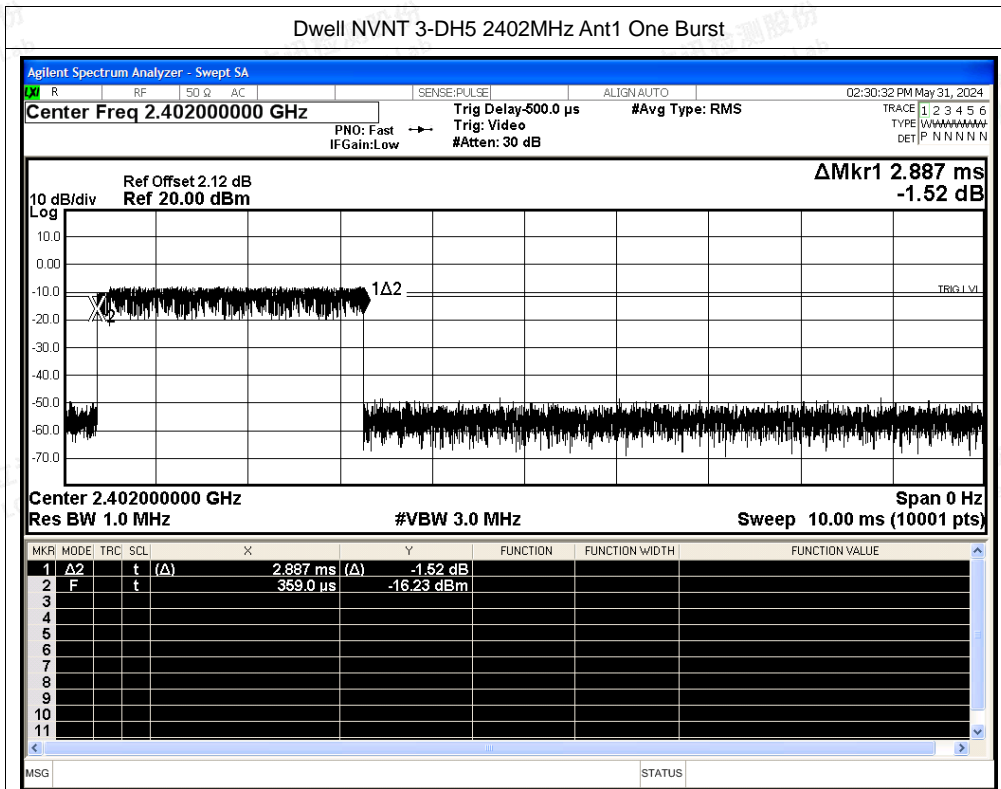 Dwell NVNT 3-DH5 2402MHz Ant1 One Burst
Agilent Spectrum Analyzer - Swept SA
LXI R RF 50 Ω AC SENSE:PULSE ALIGN AUTO 02:30:32 PM May 31, 2024
Center Freq 2.402000000 GHz
Trig Delay-500.0 µs #Avg Type: RMS TRACE 1 2 3 4 5 6
PNO: Fast Trig: Video TYPE WWWWWW
IFGain:Low #Atten: 30 dB DET P N N N N N
ΔMkr1 2.887 ms
-1.52 dB
Ref Offset 2.12 dB
10 dB/div Ref 20.00 dBm
Log
10.0
0.00
-10.0
1Δ2
TRIG LVL
2
-20.0
-30.0
-40.0
-50.0
-60.0
-70.0
Center 2.402000000 GHz Span 0 Hz
Res BW 1.0 MHz #VBW 3.0 MHz Sweep 10.00 ms (10001 pts)
MKR MODE TRC SCL X Y FUNCTION FUNCTION WIDTH FUNCTION VALUE
1 Δ2 t (Δ) 2.887 ms (Δ) -1.52 dB
2 F t 359.0 µs -16.23 dBm
3
4
5
6
7
8
9
10
11
MSG STATUS